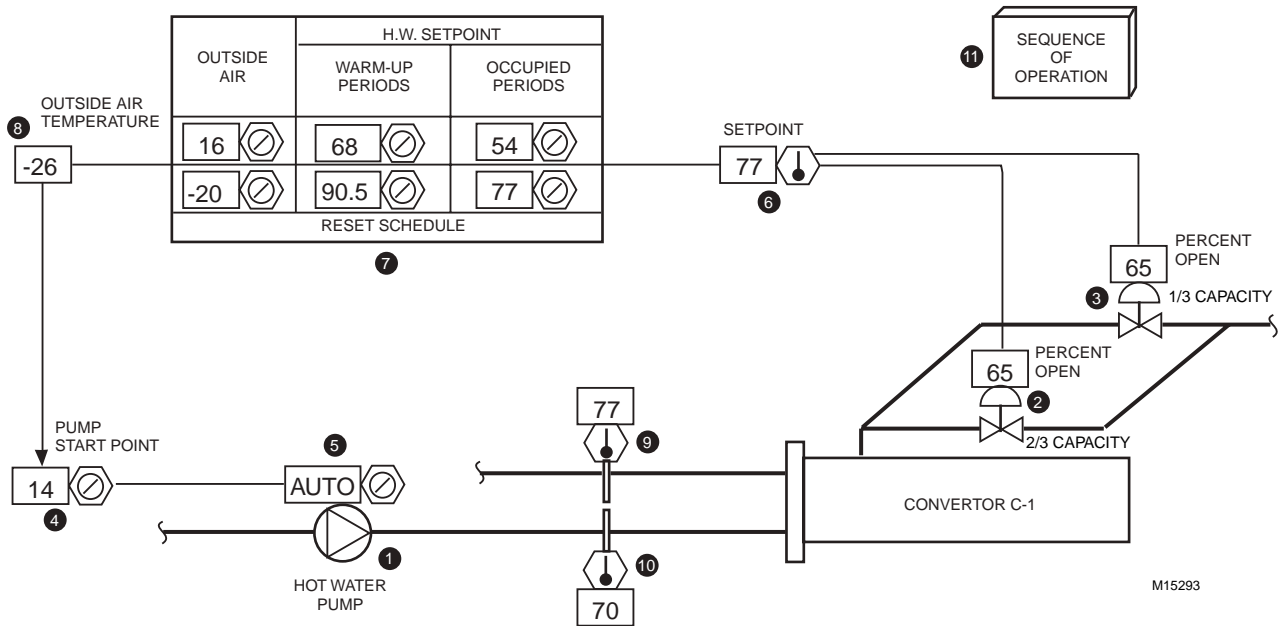 H.W. SETPOINT
OUTSIDE
AIR
WARM-UP
PERIODS
OCCUPIED
PERIODS
16
68
54
-20
90.5
77
RESET SCHEDULE
7
11
SEQUENCE
OF
OPERATION
8
OUTSIDE AIR
TEMPERATURE
-26
SETPOINT
77
6
PERCENT
OPEN
65
3
1/3 CAPACITY
PERCENT
OPEN
65
2
2/3 CAPACITY
PUMP
START POINT
14
4
5
AUTO
1
HOT WATER
PUMP
77
9
10
70
CONVERTOR C-1
M15293